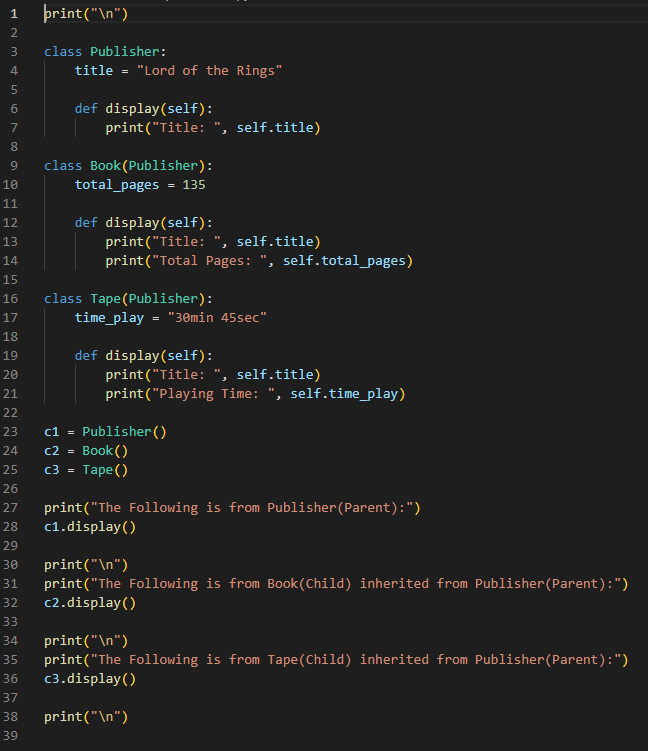 1 print("\n")
2
3 class Publisher:
4     title = "Lord of the Rings"
5
6     def display(self):
7         print("Title: ", self.title)
8
9 class Book(Publisher):
10     total_pages = 135
11
12     def display(self):
13         print("Title: ", self.title)
14         print("Total Pages: ", self.total_pages)
15
16 class Tape(Publisher):
17     time_play = "30min 45sec"
18
19     def display(self):
20         print("Title: ", self.title)
21         print("Playing Time: ", self.time_play)
22
23 c1 = Publisher()
24 c2 = Book()
25 c3 = Tape()
26
27 print("The Following is from Publisher(Parent):")
28 c1.display()
29
30 print("\n")
31 print("The Following is from Book(Child) inherited from Publisher(Parent):")
32 c2.display()
33
34 print("\n")
35 print("The Following is from Tape(Child) inherited from Publisher(Parent):")
36 c3.display()
37
38 print("\n")
39